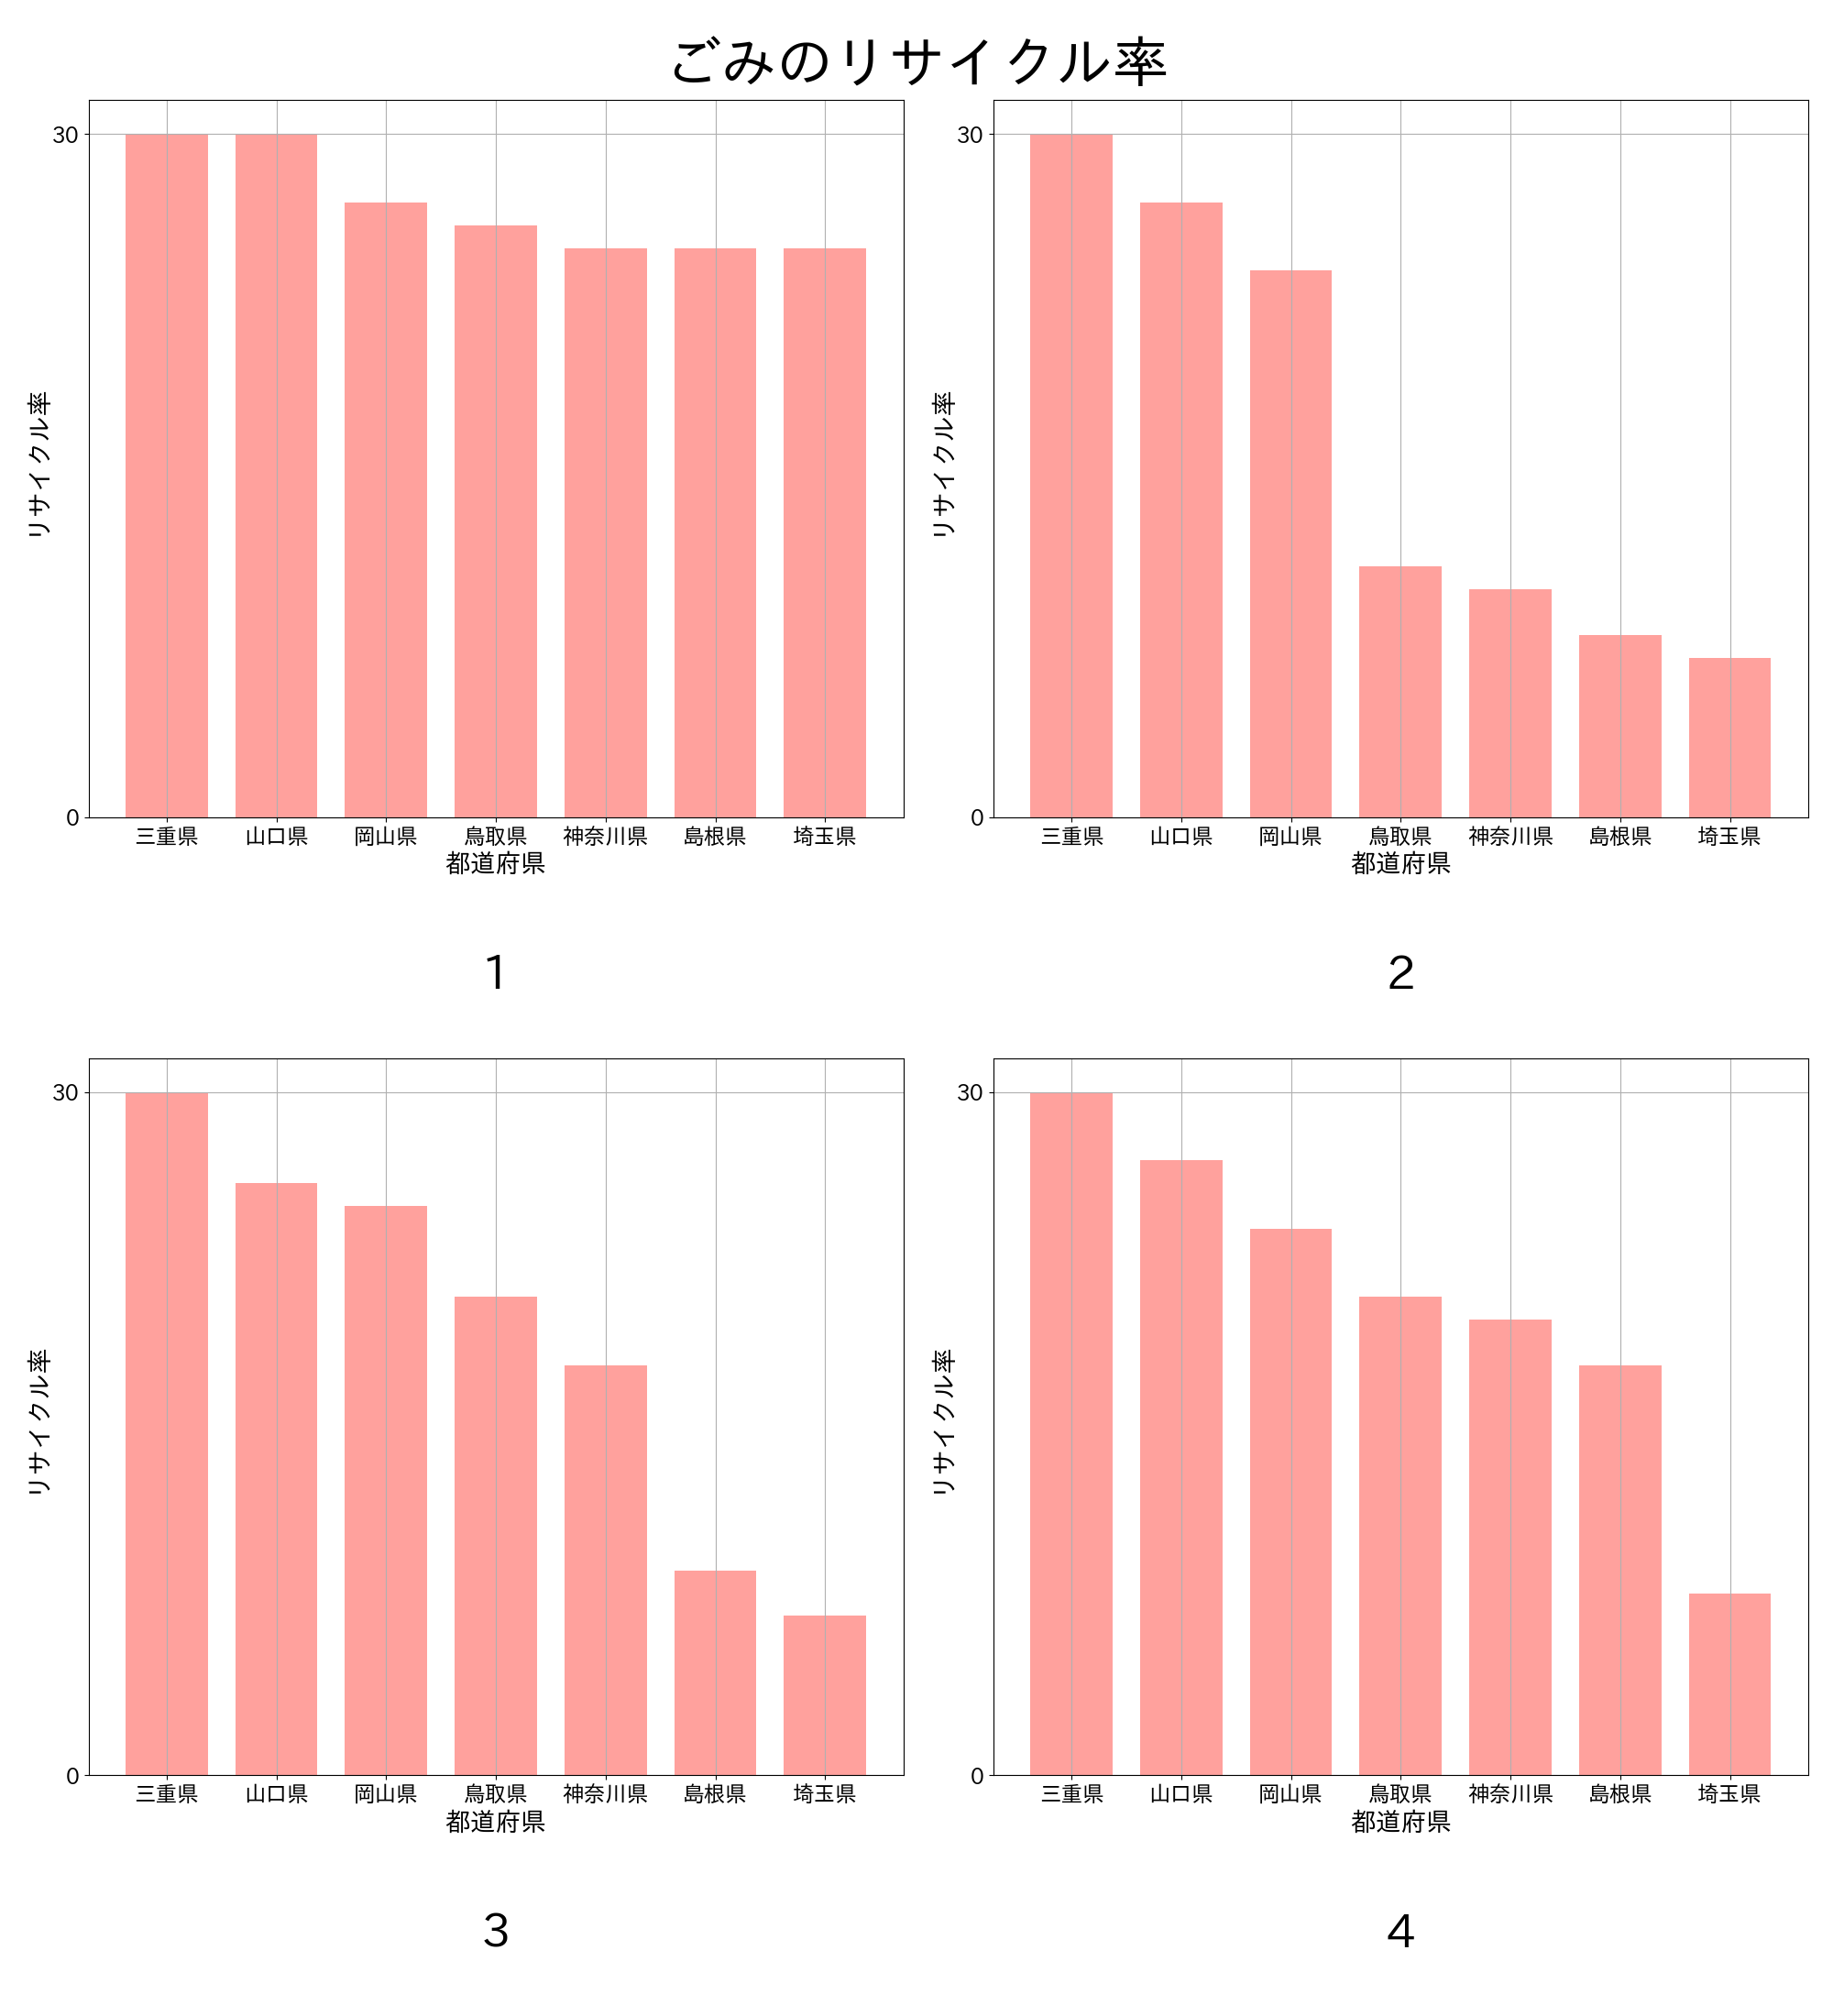 ごみのリサイクル率
30
0
リサイクル率
三重県 山口県 岡山県 鳥取県 神奈川県 島根県 埼玉県
都道府県
1
30
0
リサイクル率
三重県 山口県 岡山県 鳥取県 神奈川県 島根県 埼玉県
都道府県
2
30
0
リサイクル率
三重県 山口県 岡山県 鳥取県 神奈川県 島根県 埼玉県
都道府県
3
30
0
リサイクル率
三重県 山口県 岡山県 鳥取県 神奈川県 島根県 埼玉県
都道府県
4